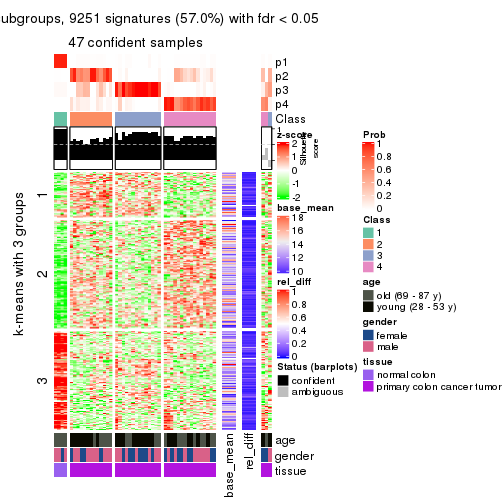 ubgroups, 9251 signatures (57.0%) with fdr < 0.05
47 confident samples
p1
p2
p3
p4
Class
Silhouette
score
1
2
3
k-means with 3 groups
base_mean
rel_diff
age
gender
tissue
z-score
2
1
0
-1
-2
base_mean
18
16
14
12
10
rel_diff
1
0.8
0.6
0.4
0.2
0
Status (barplots)
confident
ambiguous
Prob
1
0.8
0.6
0.4
0.2
0
Class
1
2
3
4
age
old (69 - 87 y)
young (28 - 53 y)
gender
female
male
tissue
normal colon
primary colon cancer tumor